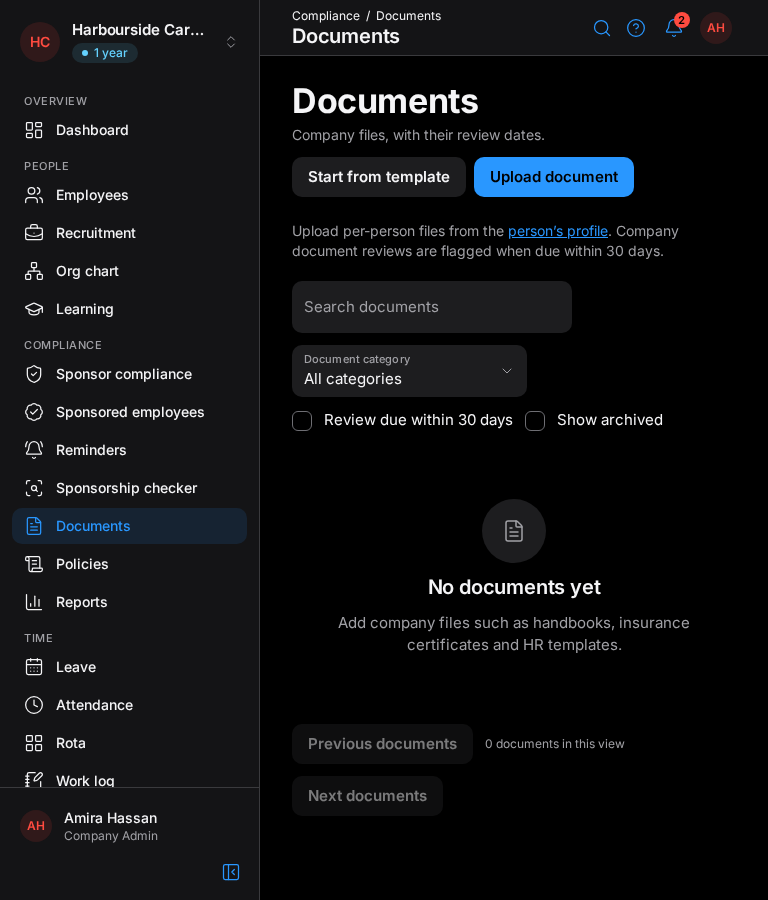 HC
Harbourside Car...
1 year
OVERVIEW
Dashboard
PEOPLE
Employees
Recruitment
Org chart
Learning
COMPLIANCE
Sponsor compliance
Sponsored employees
Reminders
Sponsorship checker
Documents
Policies
Reports
TIME
Leave
Attendance
Rota
Work log
AH
Amira Hassan
Company Admin
Compliance / Documents
Documents
2
AH
Documents
Company files, with their review dates.
Start from template
Upload document
Upload per-person files from the person’s profile. Company
document reviews are flagged when due within 30 days.
Search documents
Document category
All categories
Review due within 30 days
Show archived
No documents yet
Add company files such as handbooks, insurance
certificates and HR templates.
Previous documents
0 documents in this view
Next documents